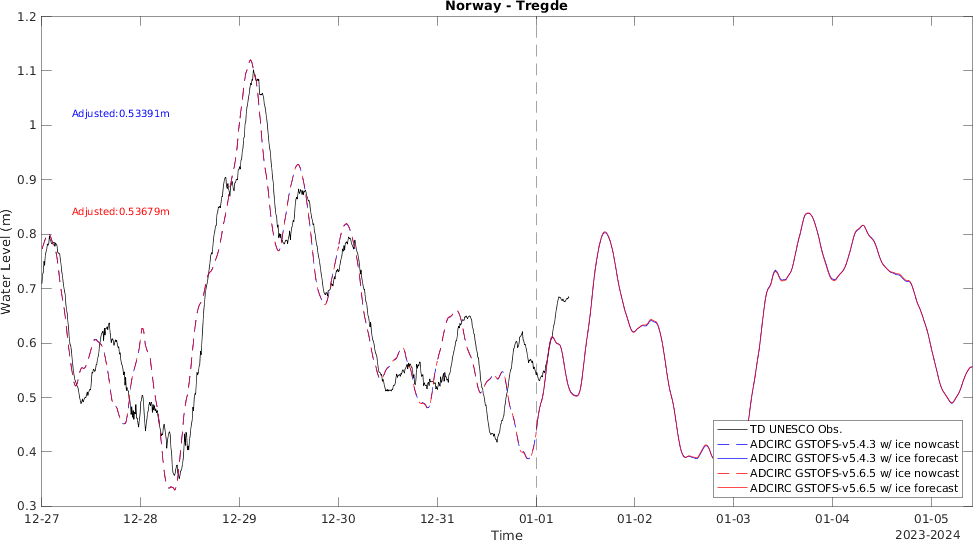 Norway - Tregde
1.2
1.1
1
0.9
0.8
0.7
0.6
0.5
0.4
0.3
Water Level (m)
Adjusted:0.53391m
Adjusted:0.53679m
TD UNESCO Obs.
ADCIRC GSTOFS-v5.4.3 w/ ice nowcast
ADCIRC GSTOFS-v5.4.3 w/ ice forecast
ADCIRC GSTOFS-v5.6.5 w/ ice nowcast
ADCIRC GSTOFS-v5.6.5 w/ ice forecast
12-27 12-28 12-29 12-30 12-31 01-01 01-02 01-03 01-04 01-05
Time
2023-2024